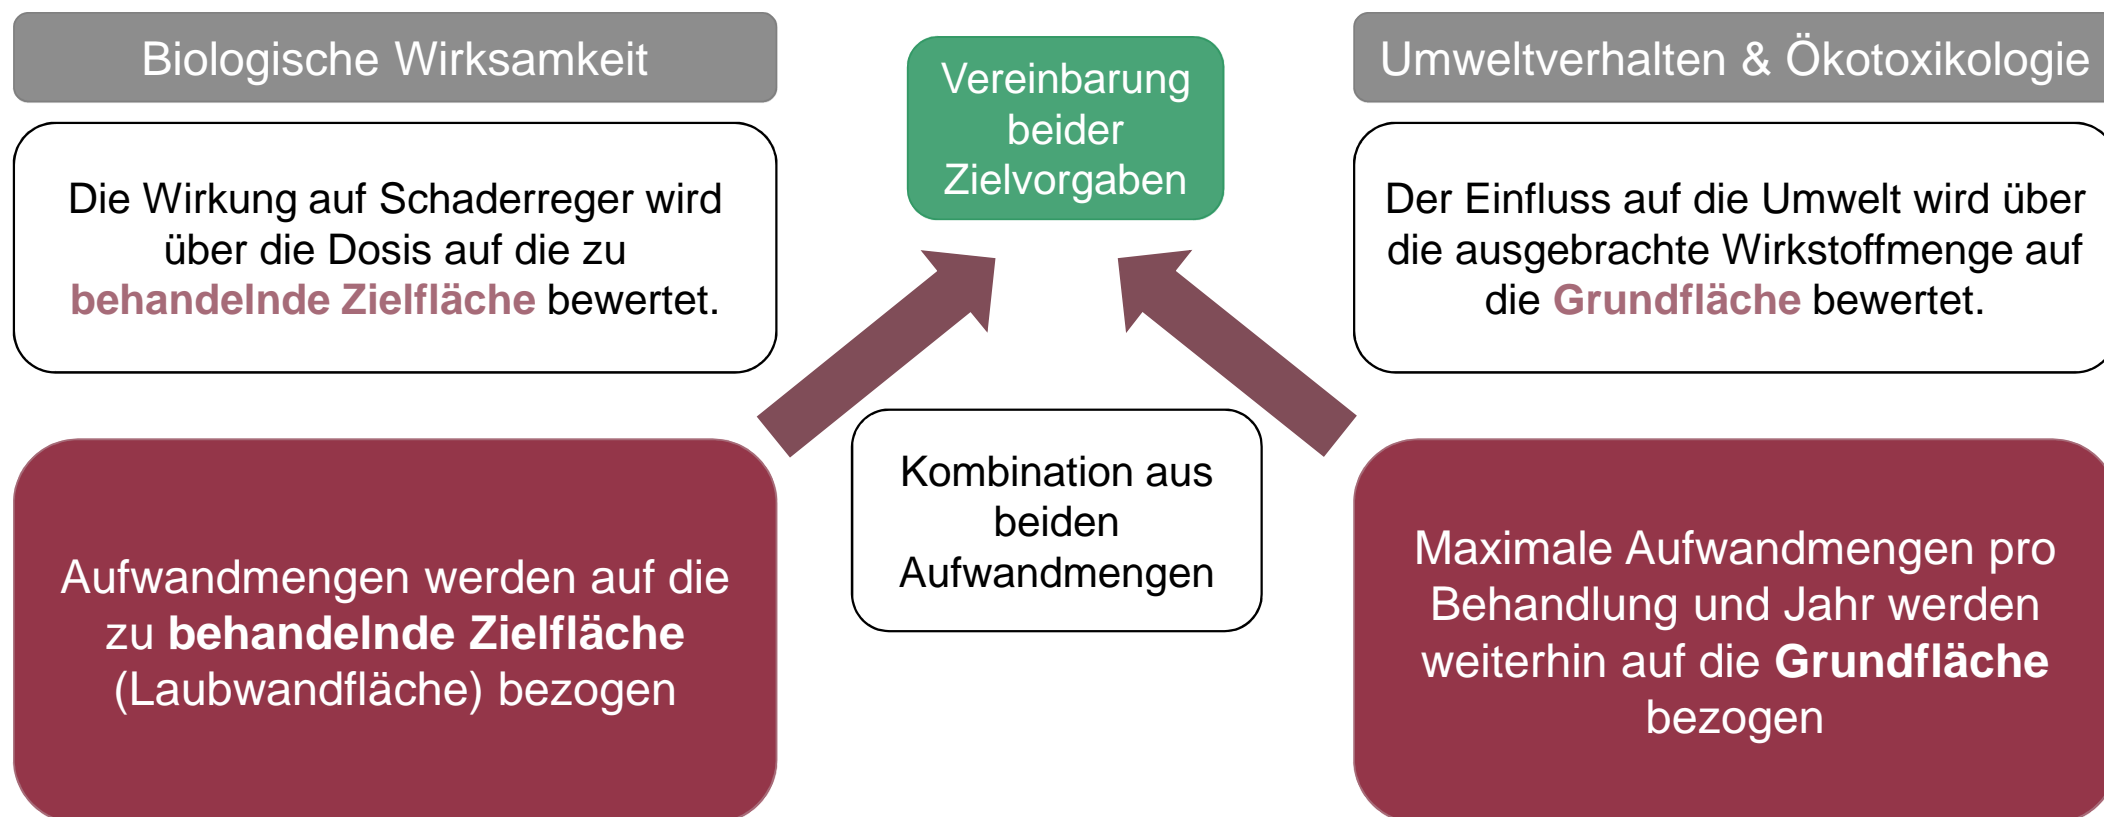 Biologische Wirksamkeit
Die Wirkung auf Schaderreger wird
über die Dosis auf die zu
behandelnde Zielfläche bewertet.
Aufwandmengen werden auf die
zu behandelnde Zielfläche
(Laubwandfläche) bezogen
Vereinbarung
beider
Zielvorgaben
Kombination aus
beiden
Aufwandmengen
Umweltverhalten & Ökotoxikologie
Der Einfluss auf die Umwelt wird über
die ausgebrachte Wirkstoffmenge auf
die Grundfläche bewertet.
Maximale Aufwandmengen pro
Behandlung und Jahr werden
weiterhin auf die Grundfläche
bezogen